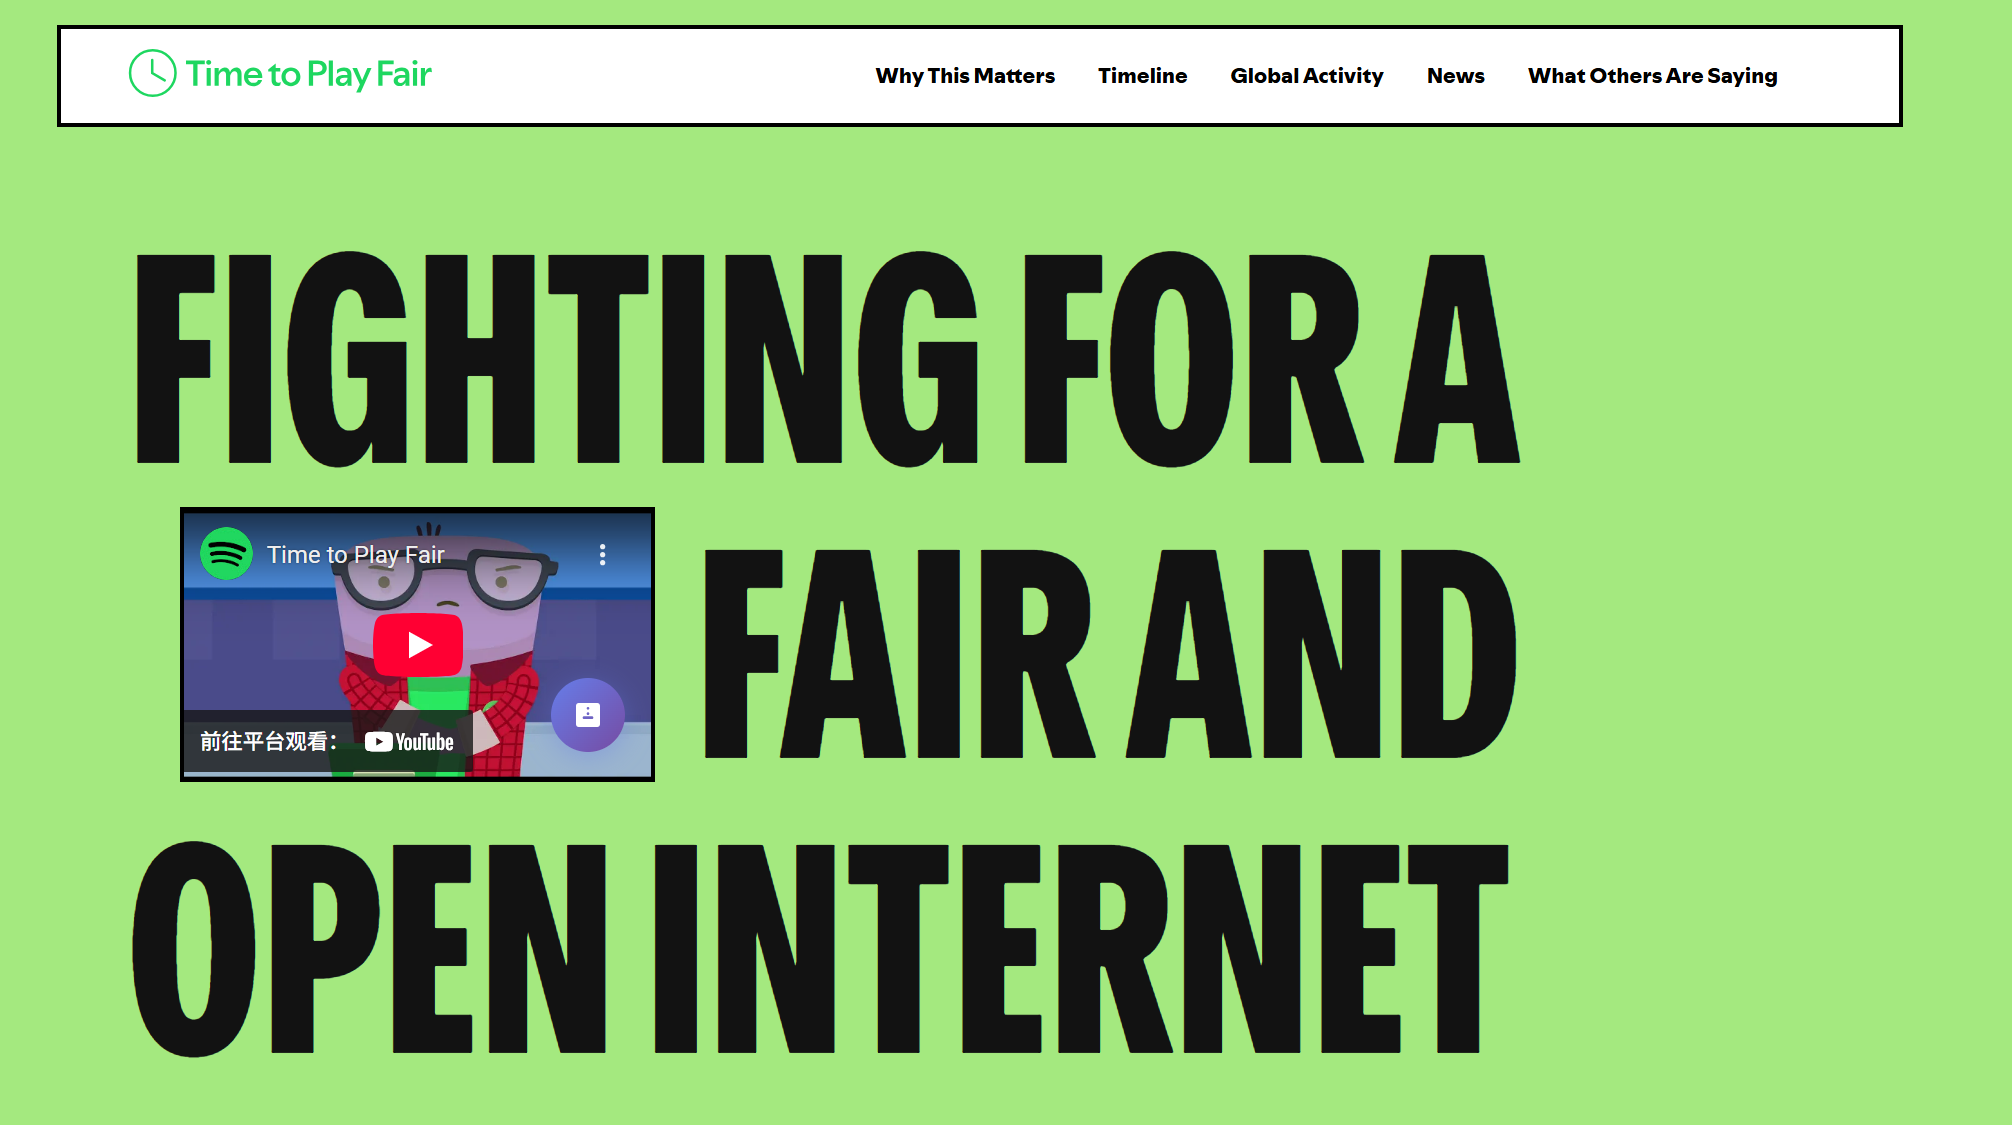 Time to Play Fair
Why This Matters Timeline Global Activity News What Others Are Saying
FIGHTING FOR A
Time to Play Fair
前往平台观看： YouTube
FAIR AND
OPEN INTERNET